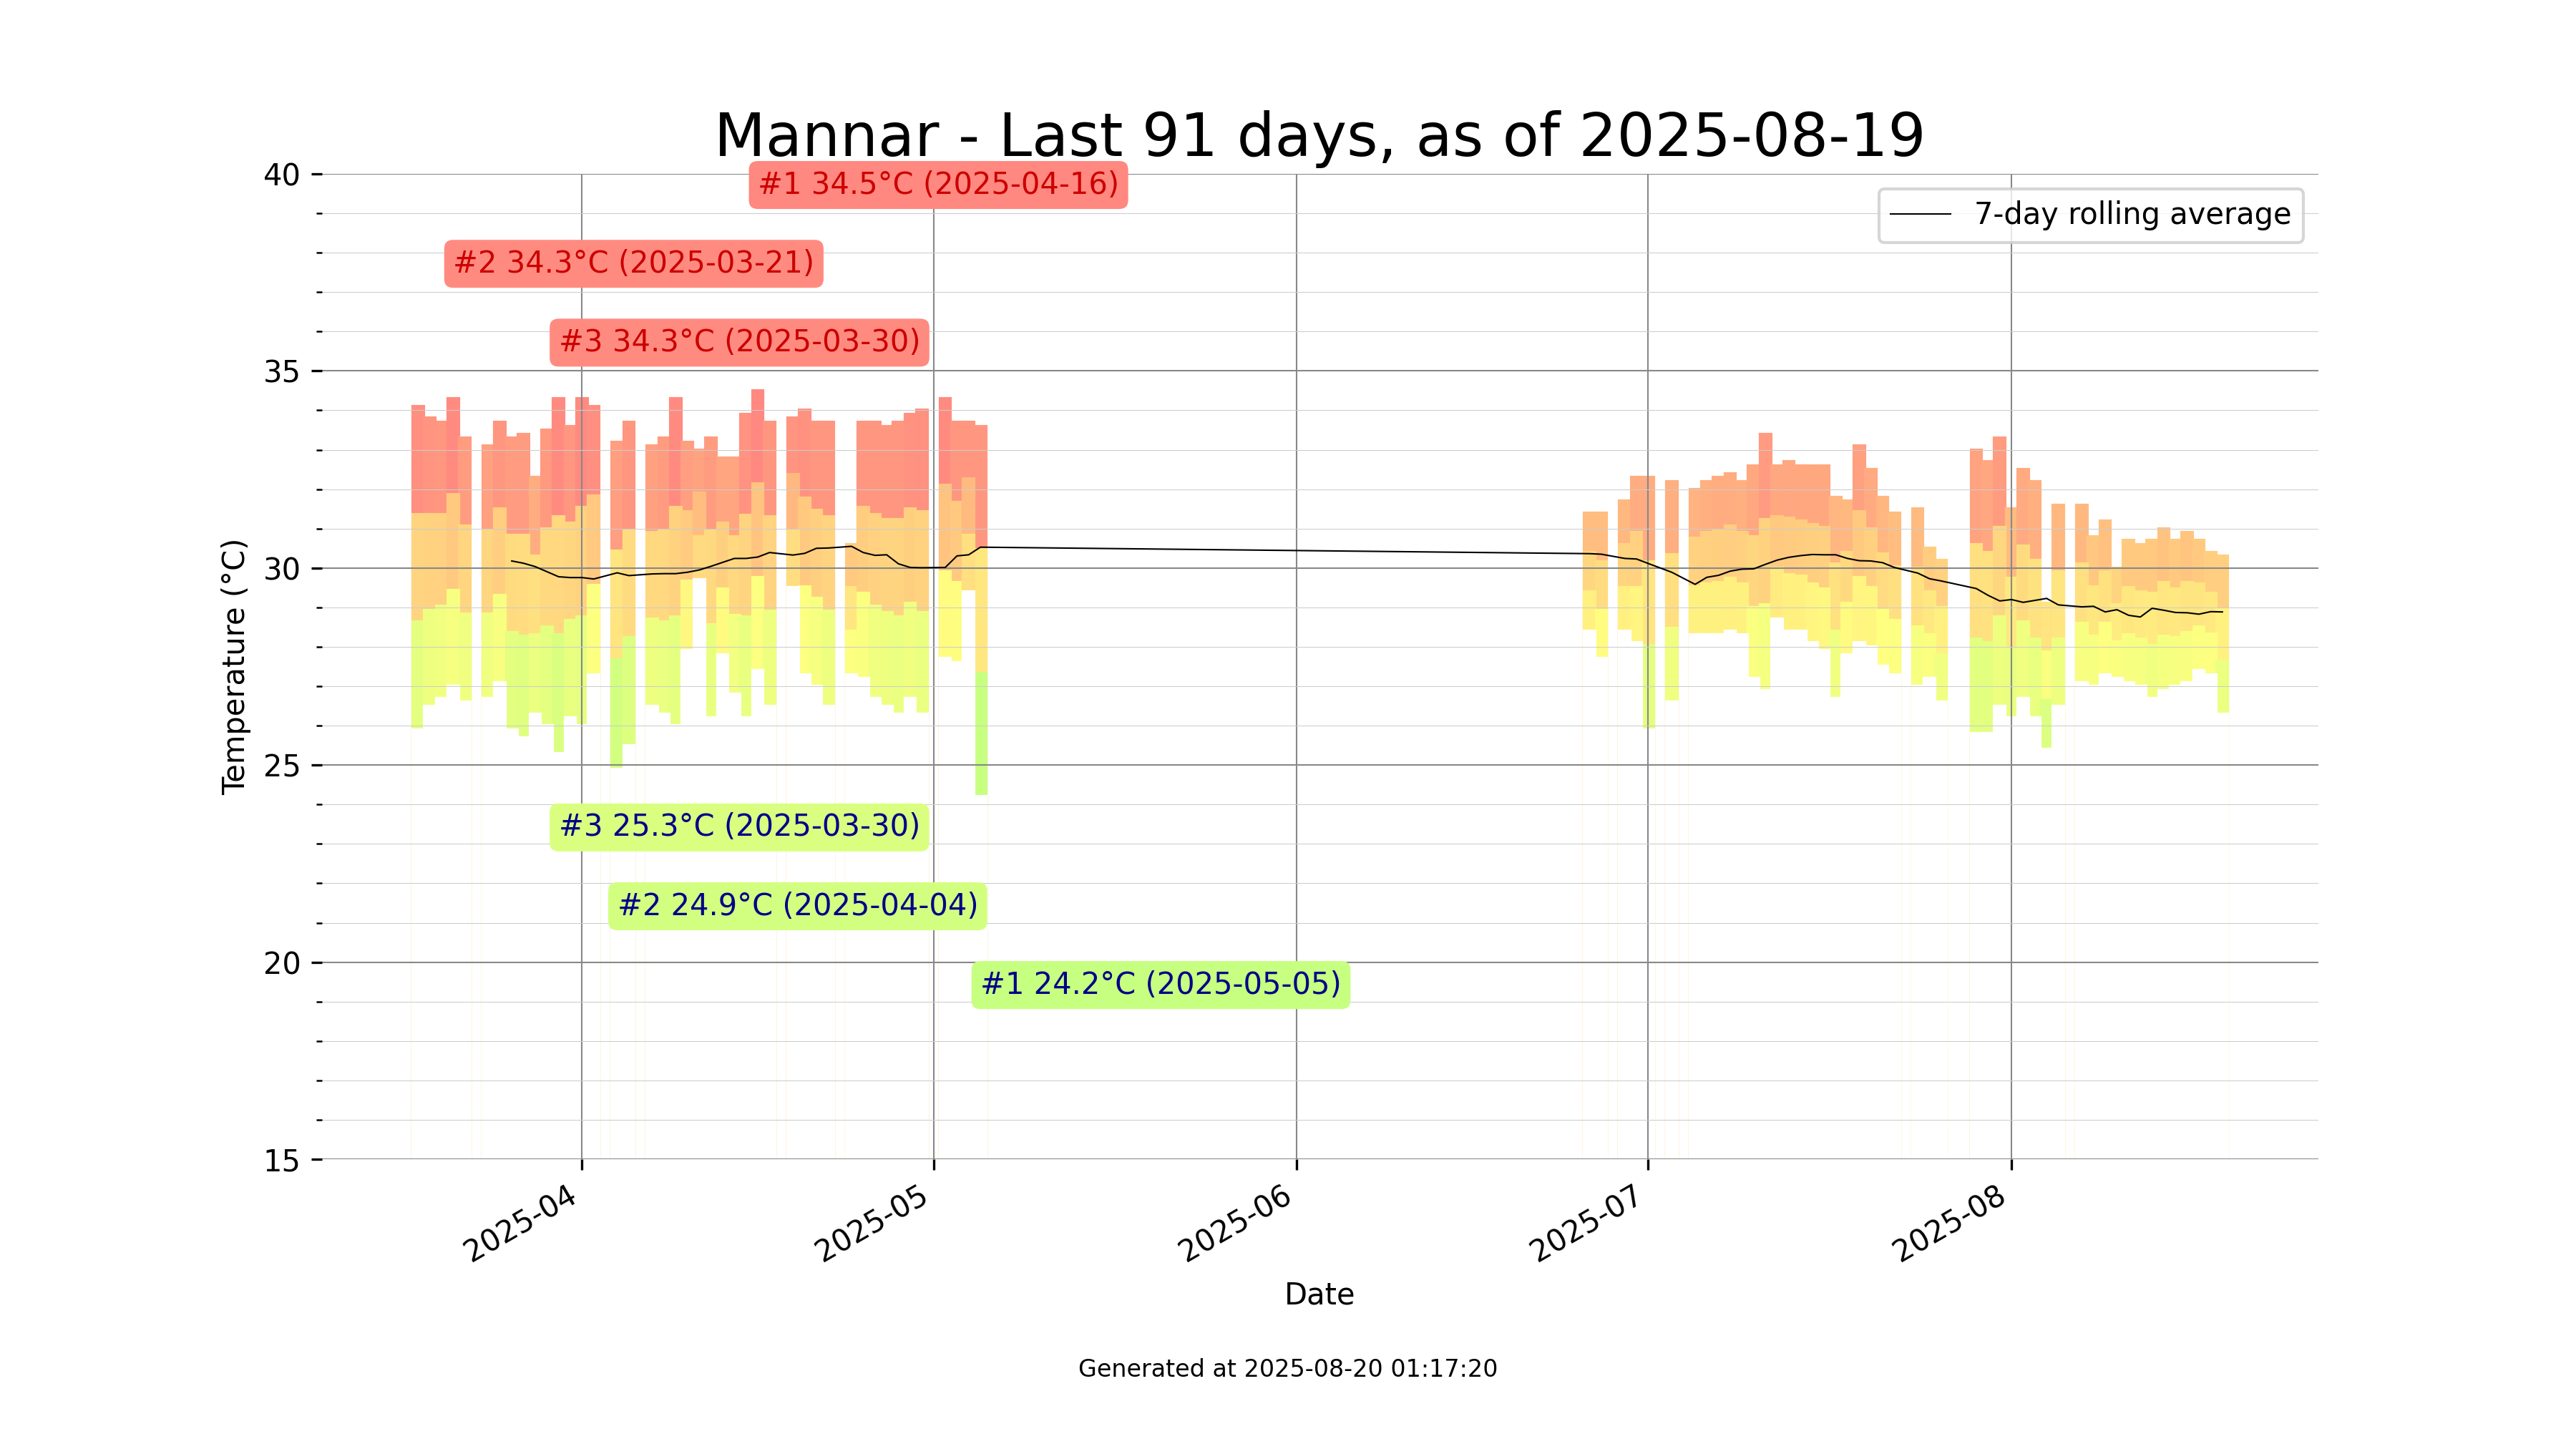 Mannar - Last 91 days, as of 2025-08-19
40
#1 34.5°C (2025-04-16)
7-day rolling average
#2 34.3°C (2025-03-21)
#3 34.3°C (2025-03-30)
35
30
Temperature (°C)
25
#3 25.3°C (2025-03-30)
#2 24.9°C (2025-04-04)
20
#1 24.2°C (2025-05-05)
15
2025-04
2025-05
2025-06
2025-07
2025-08
Date
Generated at 2025-08-20 01:17:20